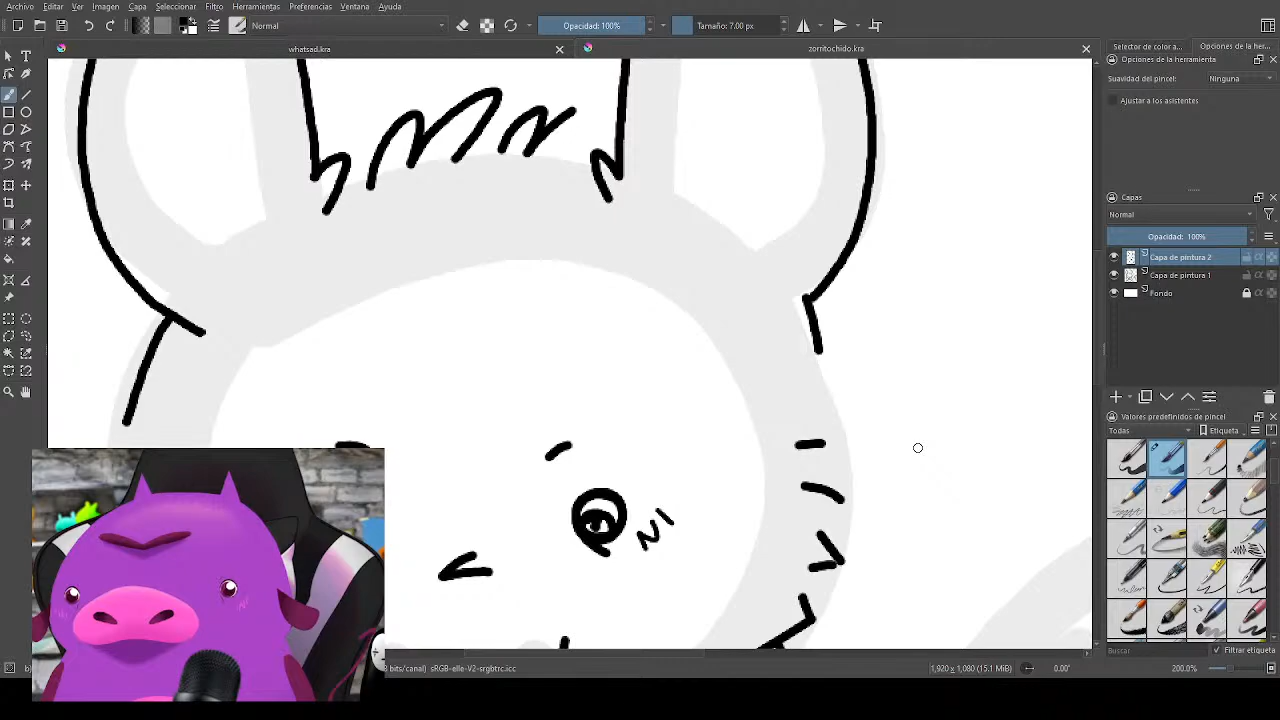 Archivo Editar Ver Imagen Capa Seleccionar Filtro Herramientas Preferencias Ventana Ayuda
Normal
Opacidad: 100%
Tamaño: 7.00 px
whatsad.kra
zorritochido.kra
Selector de color a...
Opciones de la her...
Opciones de la herramienta
Suavidad del pincel: Ninguna
Ajustar a los asistentes
Capas
Normal
Opacidad: 100%
Capa de pintura 2
Capa de pintura 1
Fondo
Valores predefinidos de pincel
Todas
Etiqueta
Buscar
Filtrar etiqueta
bits/canal) sRGB-elle-V2-srgbtrc.icc
1,920 x 1,080 (15.1 MiB)
0.00°
200.0%